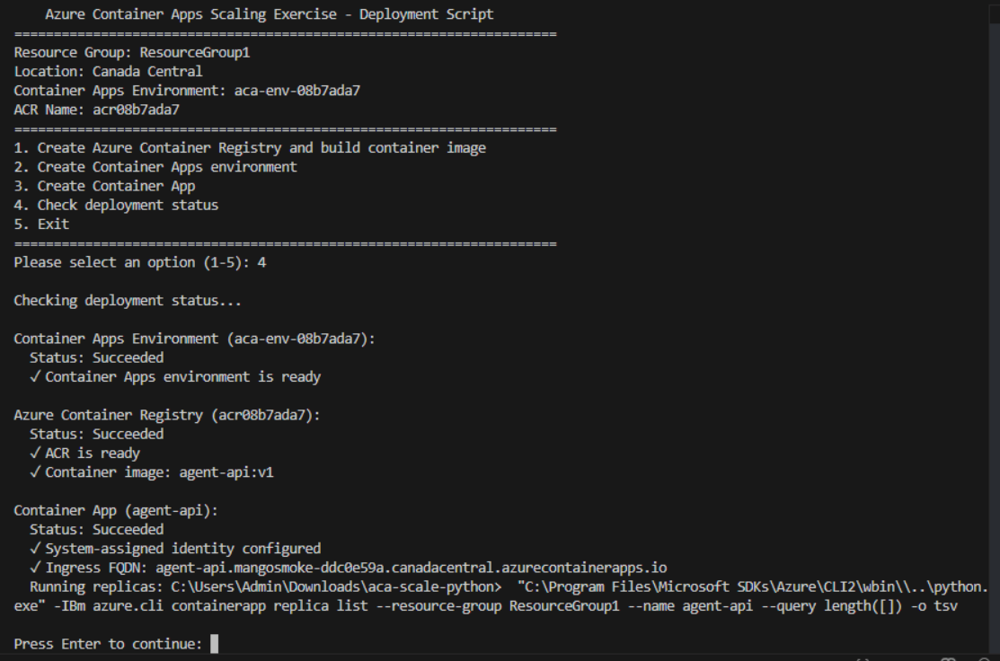 Azure Container Apps Scaling Exercise - Deployment Script
=====================================================================
Resource Group: ResourceGroup1
Location: Canada Central
Container Apps Environment: aca-env-08b7ada7
ACR Name: acr08b7ada7
=====================================================================
1. Create Azure Container Registry and build container image
2. Create Container Apps environment
3. Create Container App
4. Check deployment status
5. Exit
=====================================================================
Please select an option (1-5): 4
Checking deployment status...
Container Apps Environment (aca-env-08b7ada7):
Status: Succeeded
✓ Container Apps environment is ready
Azure Container Registry (acr08b7ada7):
Status: Succeeded
✓ ACR is ready
✓ Container image: agent-api:v1
Container App (agent-api):
Status: Succeeded
✓ System-assigned identity configured
✓ Ingress FQDN: agent-api.mangosmoke-ddc0e59a.canadacentral.azurecontainerapps.io
Running replicas: C:\Users\Admin\Downloads\aca-scale-python>  "C:\Program Files\Microsoft SDKs\Azure\CLI2\wbin\\..\python.
exe" -IBm azure.cli containerapp replica list --resource-group ResourceGroup1 --name agent-api --query length([]) -o tsv
Press Enter to continue: